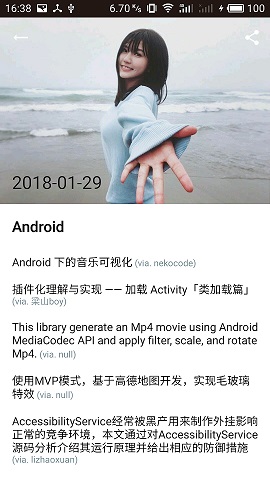 16:38 6.70 K/s 100
2018-01-29
Android
Android 下的音乐可视化 (via. nekocode)
插件化理解与实现 —— 加载 Activity「类加载篇」
(via. 梁山boy)
This library generate an Mp4 movie using Android
MediaCodec API and apply filter, scale, and rotate
Mp4. (via. null)
使用MVP模式，基于高德地图开发，实现毛玻璃
特效 (via. null)
AccessibilityService经常被黑产用来制作外挂影响
正常的竞争环境，本文通过对AccessibilityService
源码分析介绍其运行原理并给出相应的防御措施
(via. lizhaoxuan)